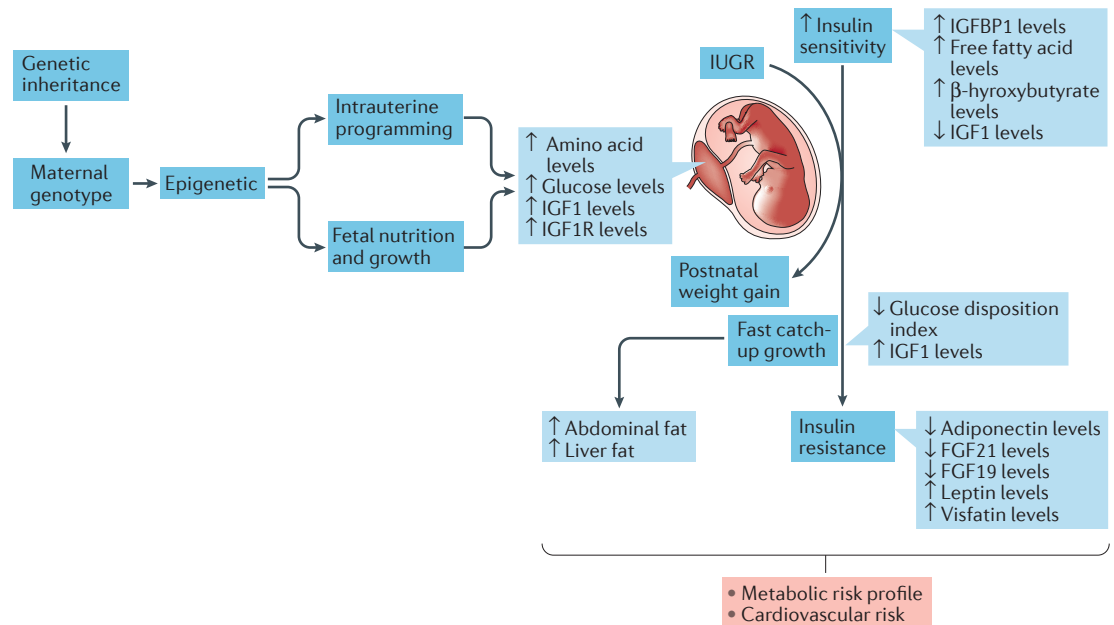 Genetic
inheritance
Maternal
genotype
Epigenetic
Intrauterine
programming
Fetal nutrition
and growth
↑ Amino acid
levels
↑ Glucose levels
↑ IGF1 levels
↑ IGF1R levels
IUGR
↑ Insulin
sensitivity
↑ IGFBP1 levels
↑ Free fatty acid
levels
↑ β-hyroxybutyrate
levels
↓ IGF1 levels
Postnatal
weight gain
Fast catch-
up growth
↓ Glucose disposition
index
↑ IGF1 levels
↑ Abdominal fat
↑ Liver fat
Insulin
resistance
↓ Adiponectin levels
↓ FGF21 levels
↓ FGF19 levels
↑ Leptin levels
↑ Visfatin levels
• Metabolic risk profile
• Cardiovascular risk